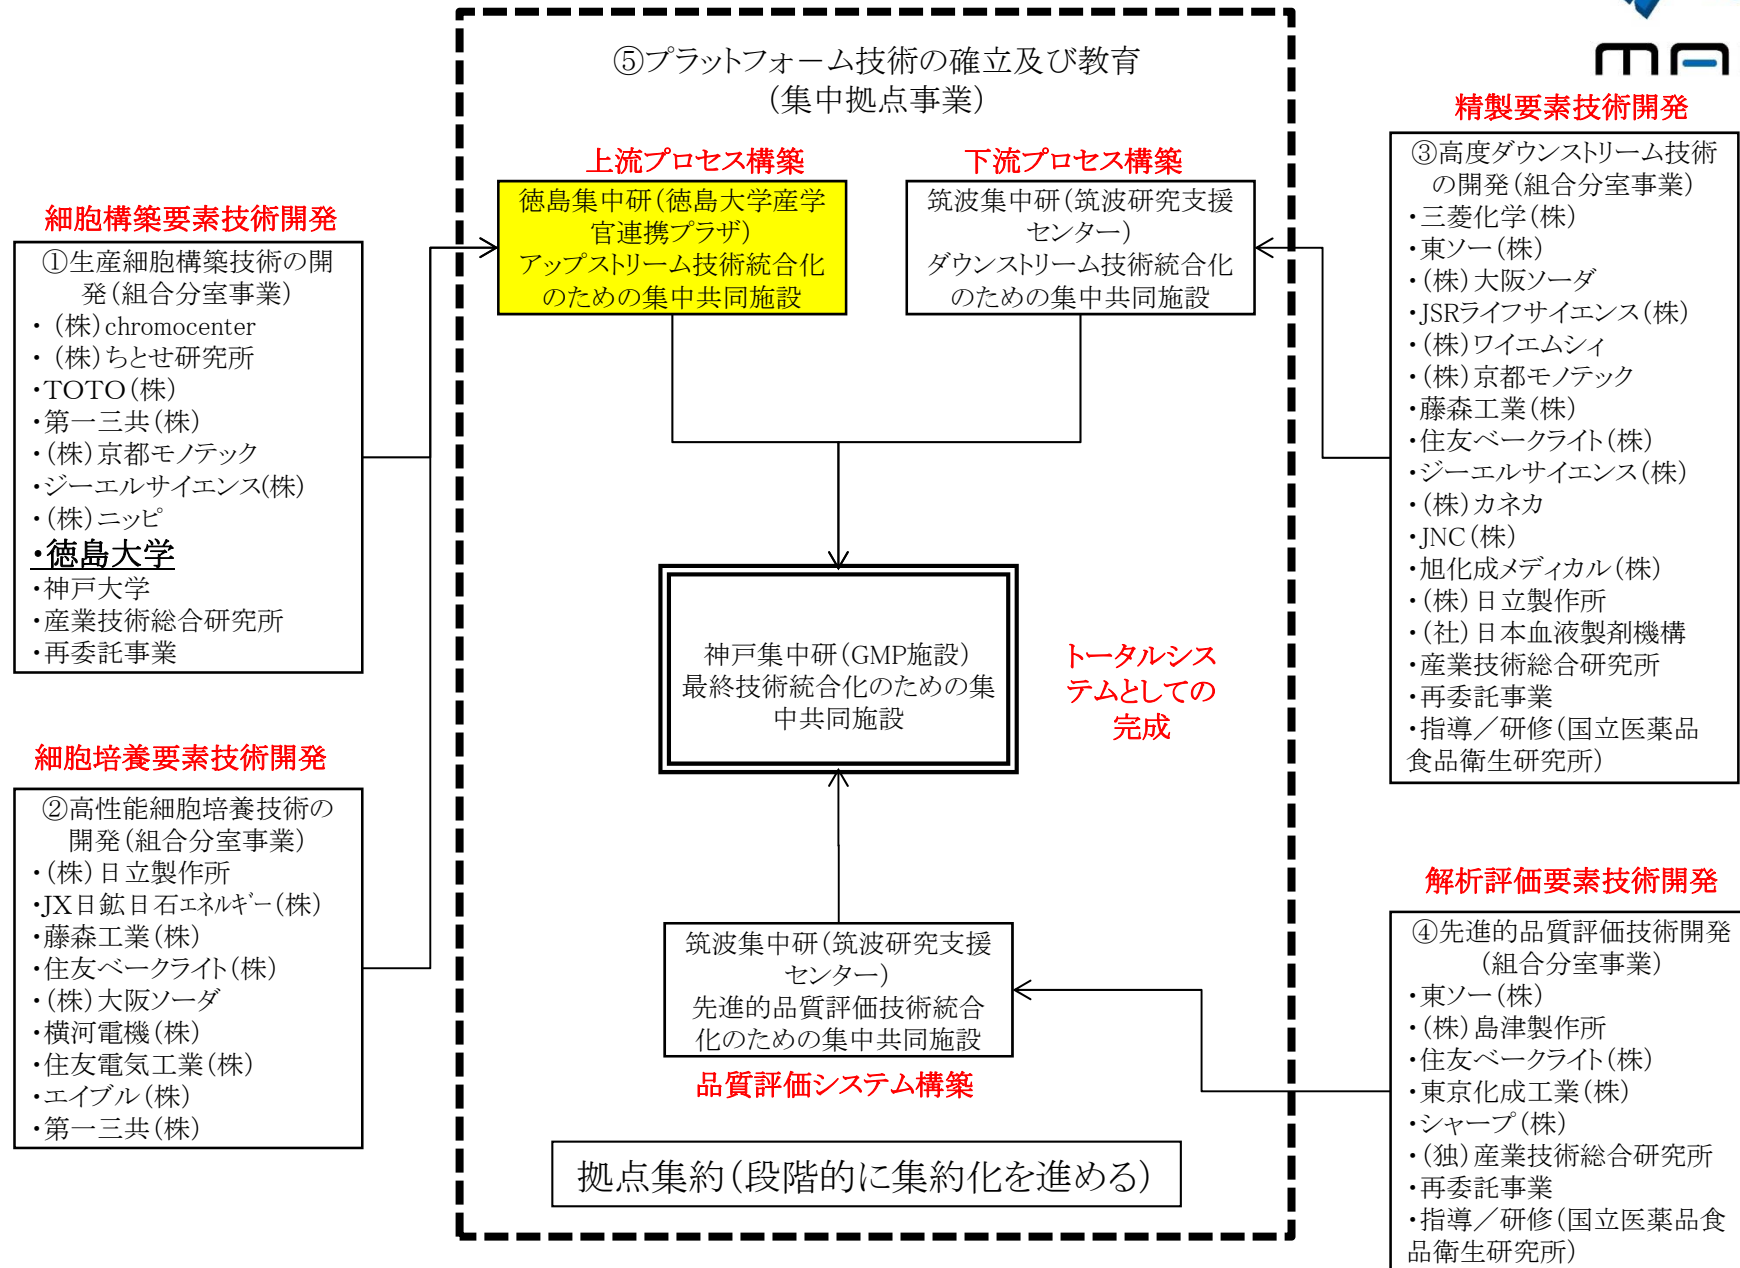 ⑤プラットフォーム技術の確立及び教育
(集中拠点事業)
MA
上流プロセス構築
徳島集中研(徳島大学産学
官連携プラザ)
アップストリーム技術統合化
のための集中共同施設
下流プロセス構築
筑波集中研(筑波研究支援
センター)
ダウンストリーム技術統合化
のための集中共同施設
細胞構築要素技術開発
①生産細胞構築技術の開
発(組合分室事業)
・(株)chromocenter
・(株)ちとせ研究所
・TOTO(株)
・第一三共(株)
・(株)京都モノテック
・ジーエルサイエンス(株)
・(株)ニッピ
・徳島大学
・神戸大学
・産業技術総合研究所
・再委託事業
細胞培養要素技術開発
②高性能細胞培養技術の
開発(組合分室事業)
・(株)日立製作所
・JX日鉱日石エネルギー(株)
・藤森工業(株)
・住友ベークライト(株)
・(株)大阪ソーダ
・横河電機(株)
・住友電気工業(株)
・エイブル(株)
・第一三共(株)
神戸集中研(GMP施設)
最終技術統合化のための集
中共同施設
トータルシス
テムとしての
完成
筑波集中研(筑波研究支援
センター)
先進的品質評価技術統合
化のための集中共同施設
品質評価システム構築
拠点集約(段階的に集約化を進める)
精製要素技術開発
③高度ダウンストリーム技術
の開発(組合分室事業)
・三菱化学(株)
・東ソー(株)
・(株)大阪ソーダ
・JSRライフサイエンス(株)
・(株)ワイエムシィ
・(株)京都モノテック
・藤森工業(株)
・住友ベークライト(株)
・ジーエルサイエンス(株)
・(株)カネカ
・JNC(株)
・旭化成メディカル(株)
・(株)日立製作所
・(社)日本血液製剤機構
・産業技術総合研究所
・再委託事業
・指導／研修(国立医薬品
食品衛生研究所)
解析評価要素技術開発
④先進的品質評価技術開発
(組合分室事業)
・東ソー(株)
・(株)島津製作所
・住友ベークライト(株)
・東京化成工業(株)
・シャープ(株)
・(独)産業技術総合研究所
・再委託事業
・指導／研修(国立医薬品食
品衛生研究所)